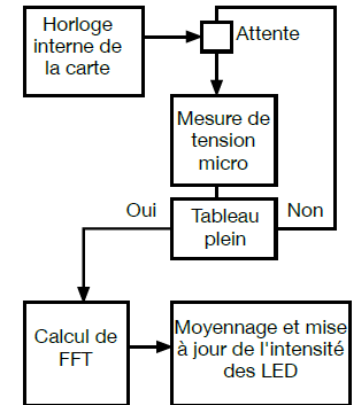 Horloge
interne de
la carte
Attente
Mesure de
tension
micro
Oui
Tableau
plein
Non
Calcul de
FFT
Moyennage et mise
à jour de l'intensité
des LED